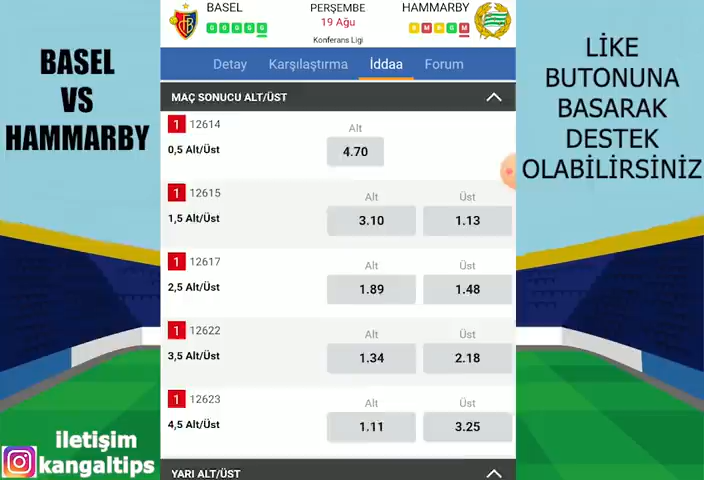 BASEL
VS
HAMMARBY
BASEL
G G G G G
PERŞEMBE
19 Ağu
Konferans Ligi
HAMMARBY
B M M G M
Detay Karşılaştırma İddaa Forum
MAÇ SONUCU ALT/ÜST
1 12614
Alt
0,5 Alt/Üst 4.70
1 12615
Alt Üst
1,5 Alt/Üst 3.10 1.13
1 12617
Alt Üst
2,5 Alt/Üst 1.89 1.48
1 12622
Alt Üst
3,5 Alt/Üst 1.34 2.18
1 12623
Alt Üst
4,5 Alt/Üst 1.11 3.25
YARI ALT/ÜST
LİKE
BUTONUNA
BASARAK
DESTEK
OLABİLİRSİNİZ
iletişim
kangaltips